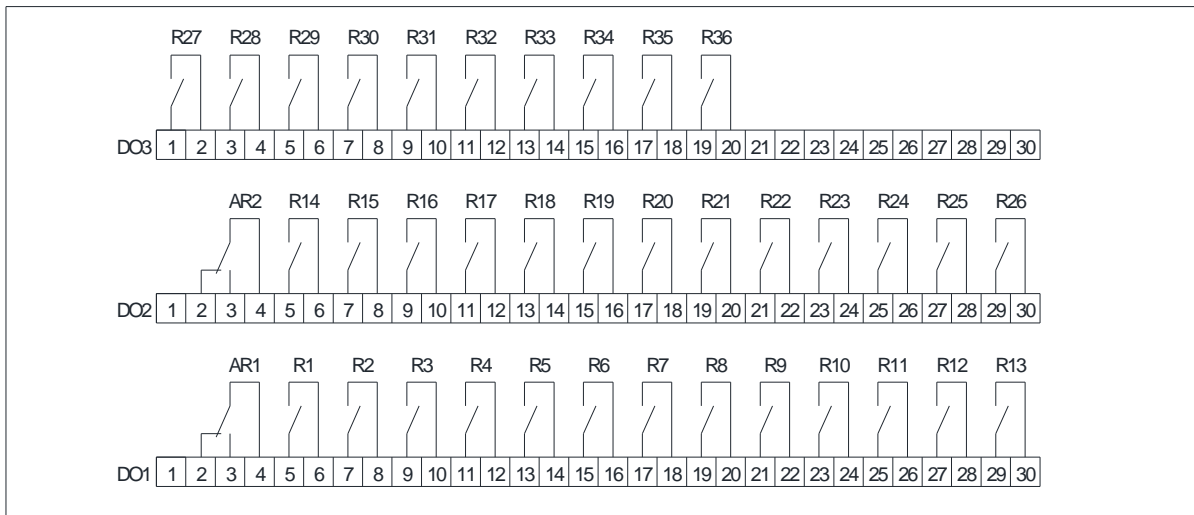 R27 R28 R29 R30 R31 R32 R33 R34 R35 R36
DO3 1 2 3 4 5 6 7 8 9 10 11 12 13 14 15 16 17 18 19 20 21 22 23 24 25 26 27 28 29 30
AR2 R14 R15 R16 R17 R18 R19 R20 R21 R22 R23 R24 R25 R26
DO2 1 2 3 4 5 6 7 8 9 10 11 12 13 14 15 16 17 18 19 20 21 22 23 24 25 26 27 28 29 30
AR1 R1 R2 R3 R4 R5 R6 R7 R8 R9 R10 R11 R12 R13
DO1 1 2 3 4 5 6 7 8 9 10 11 12 13 14 15 16 17 18 19 20 21 22 23 24 25 26 27 28 29 30